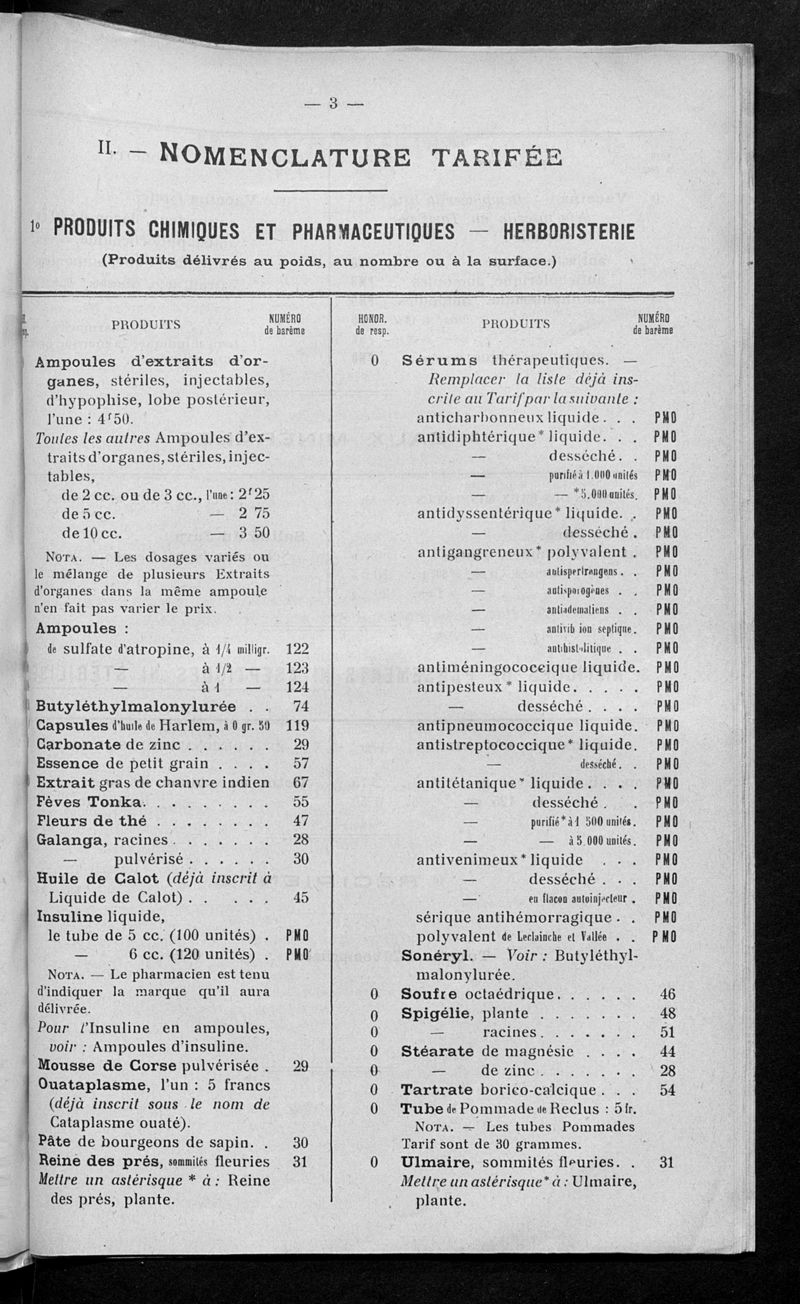 — 3 —
II. — NOMENCLATURE TARIFÉE
1º PRODUITS CHIMIQUES ET PHARMACEUTIQUES — HERBORISTERIE
(Produits délivrés au poids, au nombre ou à la surface.)
PRODUITS NUMÉRO de barème
Ampoules d'extraits d'or-
ganes, stériles, injectables,
d'hypophise, lobe postérieur,
l'une : 4ᶠ50.
Toutes les autres Ampoules d'ex-
traits d'organes, stériles, injec-
tables,
de 2 cc. ou de 3 cc., l'une : 2ᶠ25
de 5 cc. — 2 75
de 10 cc. — 3 50
NOTA. — Les dosages variés ou
le mélange de plusieurs Extraits
d'organes dans la même ampoule
n'en fait pas varier le prix.
Ampoules :
de sulfate d'atropine, à 1/4 milligr. 122
— à 1/2 — 123
— à 1 — 124
Butyléthylmalonylurée . . 74
Capsules d'huile de Harlem, à 0 gr. 50 119
Carbonate de zinc . . . . . . 29
Essence de petit grain . . . . 57
Extrait gras de chanvre indien 67
Fèves Tonka. . . . . . . . . 55
Fleurs de thé . . . . . . . . 47
Galanga, racines . . . . . . . 28
— pulvérisé . . . . . . 30
Huile de Calot (déjà inscrit à
Liquide de Calot) . . . . . 45
Insuline liquide,
le tube de 5 cc. (100 unités) . PMO
— 6 cc. (120 unités) . PMO
NOTA. — Le pharmacien est tenu
d'indiquer la marque qu'il aura
délivrée.
Pour l'Insuline en ampoules,
voir : Ampoules d'insuline.
Mousse de Corse pulvérisée . 29
Ouataplasme, l'un : 5 francs
(déjà inscrit sous le nom de
Cataplasme ouaté).
Pâte de bourgeons de sapin. . 30
Reine des prés, sommités fleuries 31
Mettre un astérisque * à : Reine
des prés, plante.
HONOR. de resp. PRODUITS NUMÉRO de barème
0 Sérums thérapeutiques. —
Remplacer la liste déjà ins-
crite au Tarif par la suivante :
anticharbonneux liquide . . . PMO
antidiphtérique* liquide. . . PMO
— desséché. . PMO
— purifié à 1.000 unités PMO
— — * 5.000 unités. PMO
antidyssentérique* liquide. . PMO
— desséché . PMO
antigangreneux* polyvalent . PMO
— antisperfrangens. . PMO
— antisporogènes . . PMO
— antiœdematiens . . PMO
— antivibrion septique. PMO
— antihistolitique . . PMO
antiméningococcique liquide. PMO
antipesteux* liquide. . . . . PMO
— desséché . . . . PMO
antipneumococcique liquide. PMO
antistreptococcique* liquide. PMO
— desséché. . PMO
antitétanique* liquide . . . . PMO
— desséché . . PMO
— purifié* à 1 500 unités. PMO
— — à 5.000 unités. PMO
antivenimeux* liquide . . . PMO
— desséché . . . PMO
— en flacon autoinjecteur . PMO
sérique antihémorragique . . PMO
polyvalent de Leclainche et Vallée . . PMO
Sonéryl. — Voir : Butyléthyl-
malonylurée.
0 Soufre octaédrique. . . . . . 46
0 Spigélie, plante . . . . . . . 48
0 — racines. . . . . . . 51
0 Stéarate de magnésie . . . . 44
0 — de zinc . . . . . . . 28
0 Tartrate borico-calcique . . . 54
0 Tube de Pommade de Reclus : 5 fr.
NOTA. — Les tubes Pommades
Tarif sont de 30 grammes.
0 Ulmaire, sommités fleuries. . 31
Mettre un astérisque* à : Ulmaire,
plante.